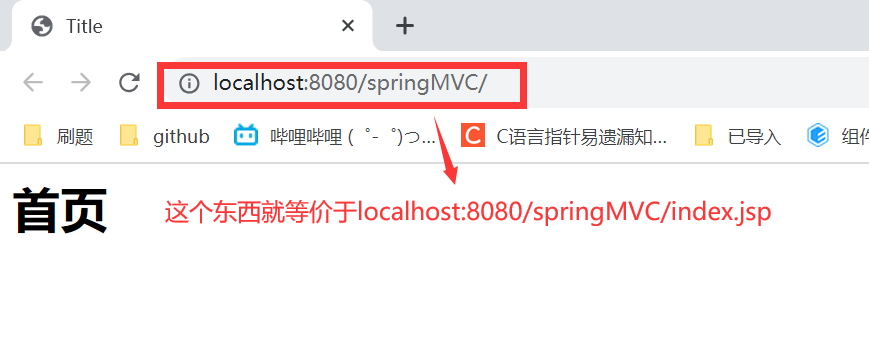 Title
localhost:8080/springMVC/
刷题 github 哔哩哔哩 (゜-゜)つ... C语言指针易遗漏知... 已导入 组件
首页 这个东西就等价于localhost:8080/springMVC/index.jsp